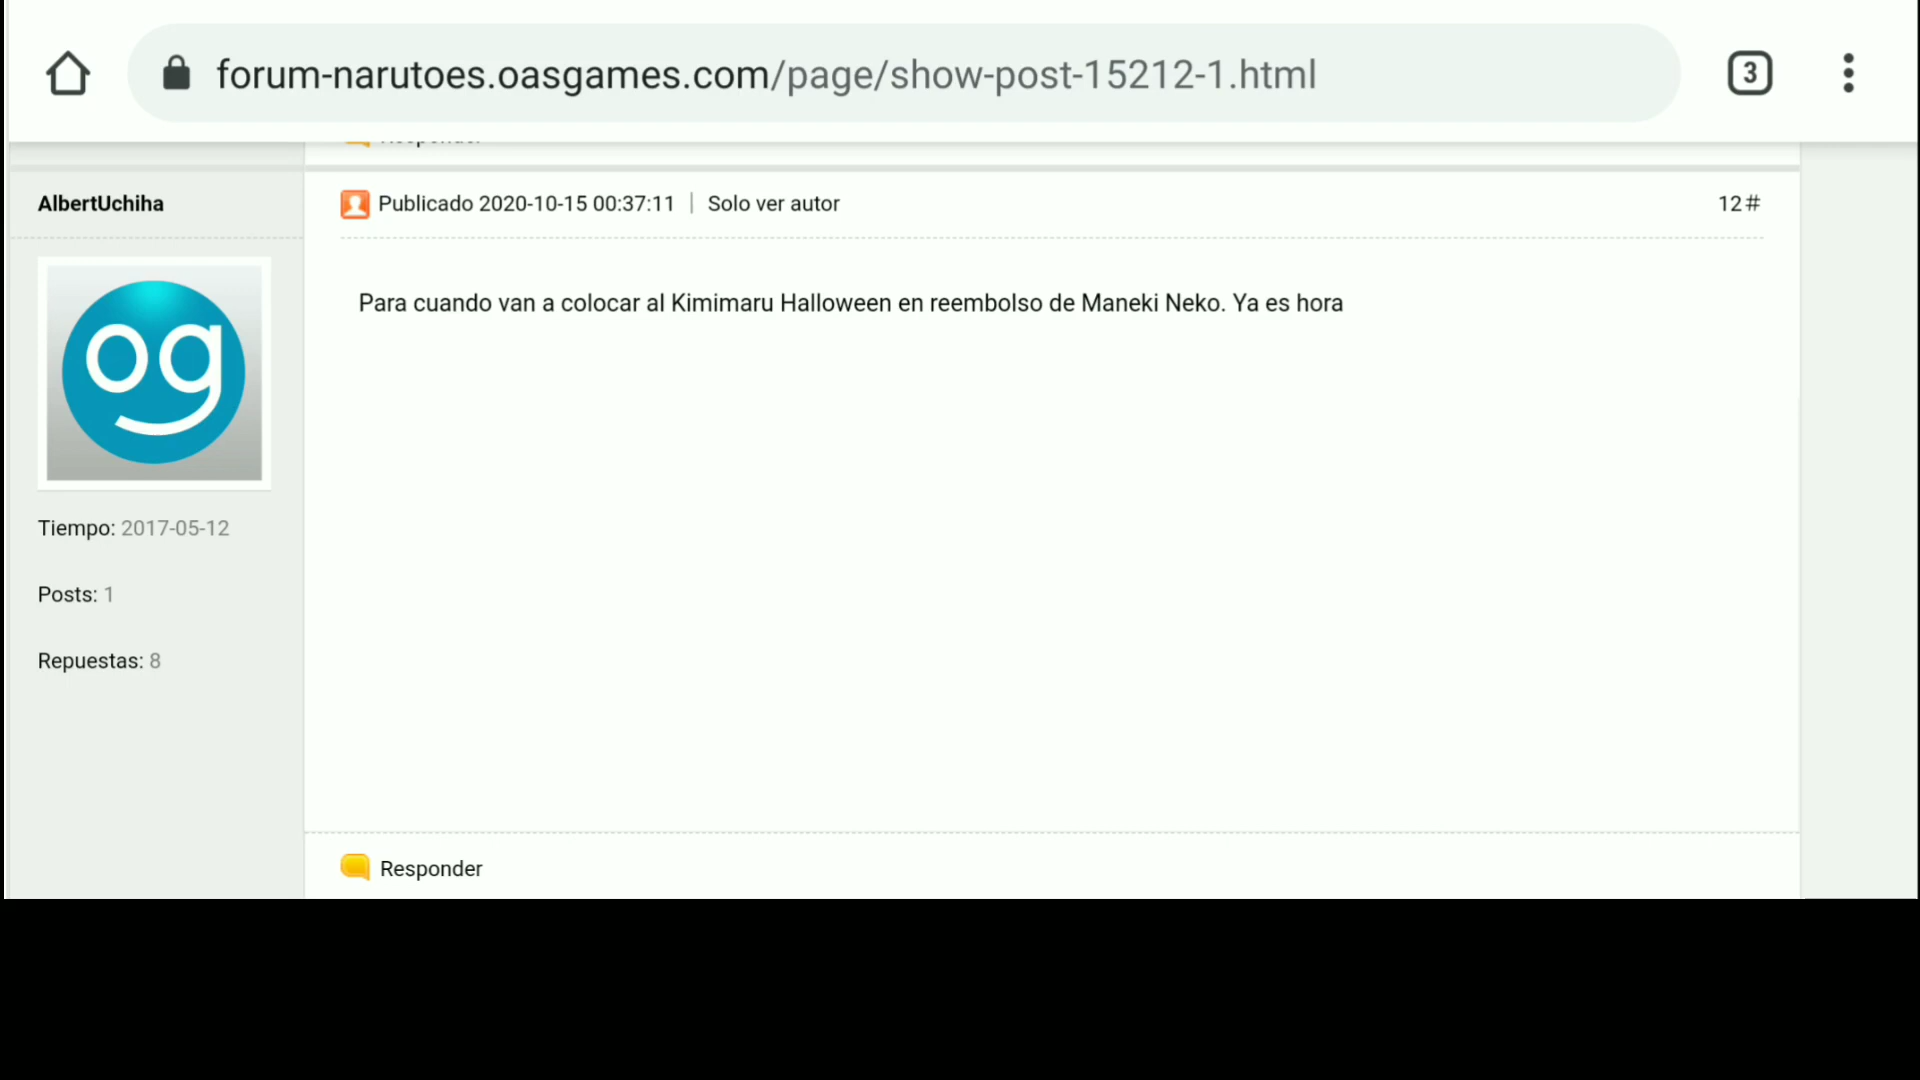 forum-narutoes.oasgames.com/page/show-post-15212-1.html
3
Responder
AlbertUchiha
Publicado 2020-10-15 00:37:11 | Solo ver autor
12#
Para cuando van a colocar al Kimimaru Halloween en reembolso de Maneki Neko. Ya es hora
og
Tiempo: 2017-05-12
Posts: 1
Repuestas: 8
Responder